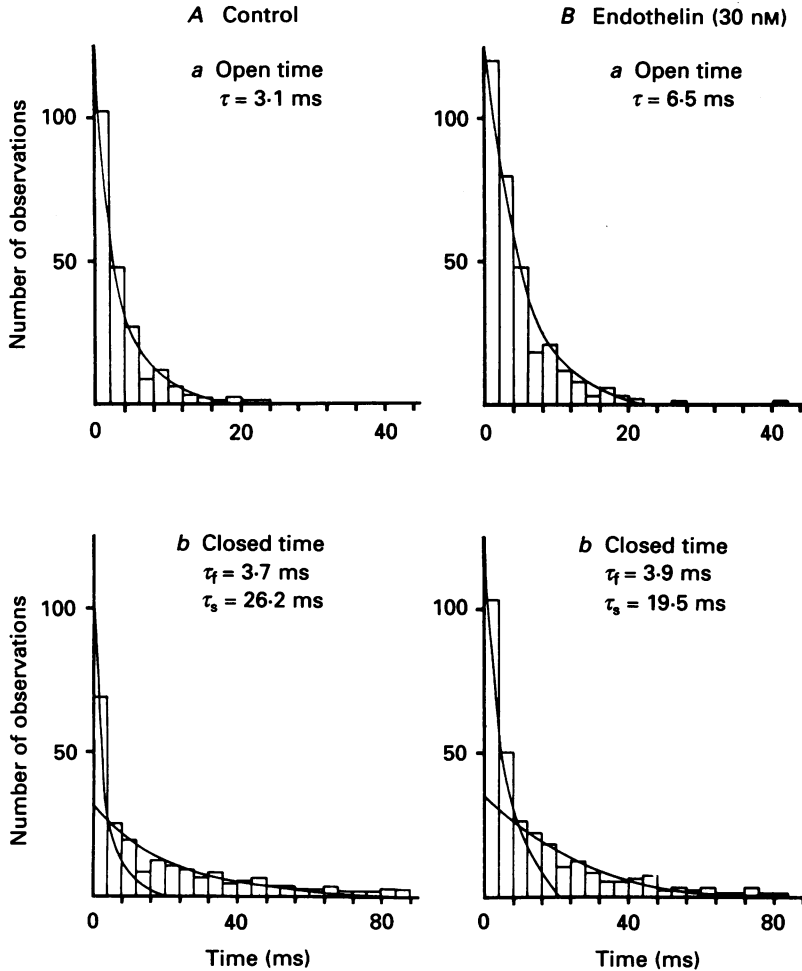 A Control
a Open time
τ = 3·1 ms
Number of observations
100
50
0
20
40
B Endothelin (30 nM)
a Open time
τ = 6·5 ms
100
50
0
20
40
b Closed time
τf = 3·7 ms
τs = 26·2 ms
Number of observations
100
50
0
40
80
Time (ms)
b Closed time
τf = 3·9 ms
τs = 19·5 ms
100
50
0
40
80
Time (ms)